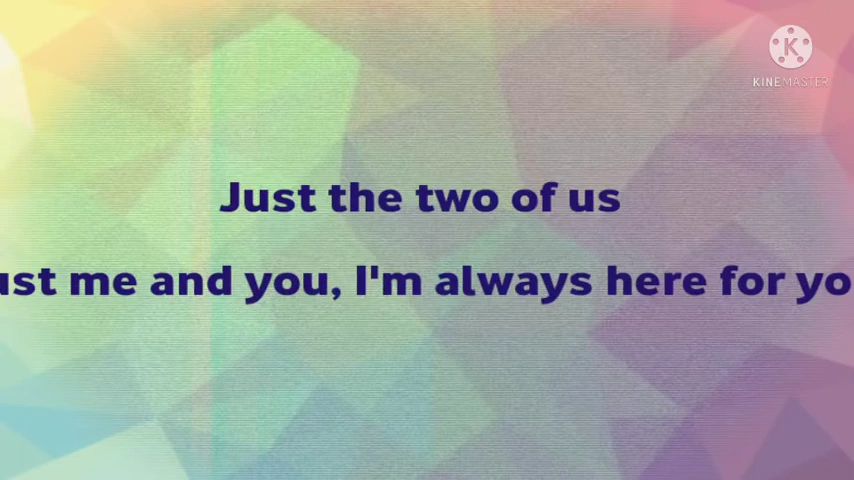 KINEMASTER
Just the two of us
ust me and you, I'm always here for yo